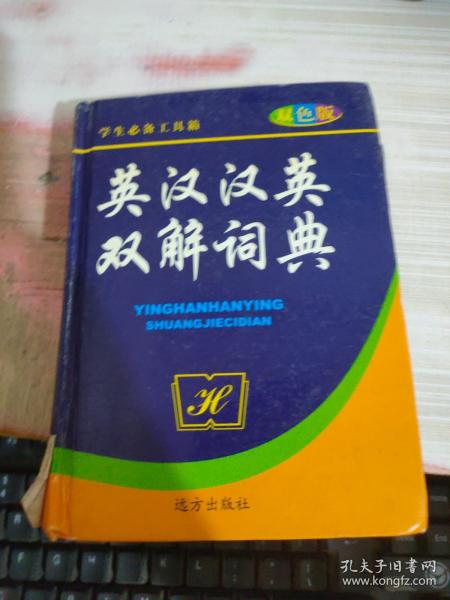 学生必备工具箱
双色版
英汉汉英
双解词典
YINGHANHANYING
SHUANGJIECIDIAN
H
远方出版社
孔夫子旧书网
www.kongfz.com